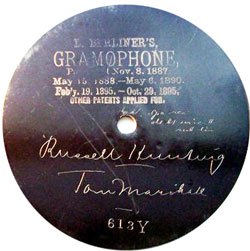 E. BERLINER'S,
GRAMOPHONE,
Nov. 8. 1887
May 15. 1888.—May 6. 1890.
Feb'y. 19. 1895.—Oct. 29. 1895.
OTHER PATENTS APPLIED FOR.
Russell Hunting
Tom Marshall
613Y